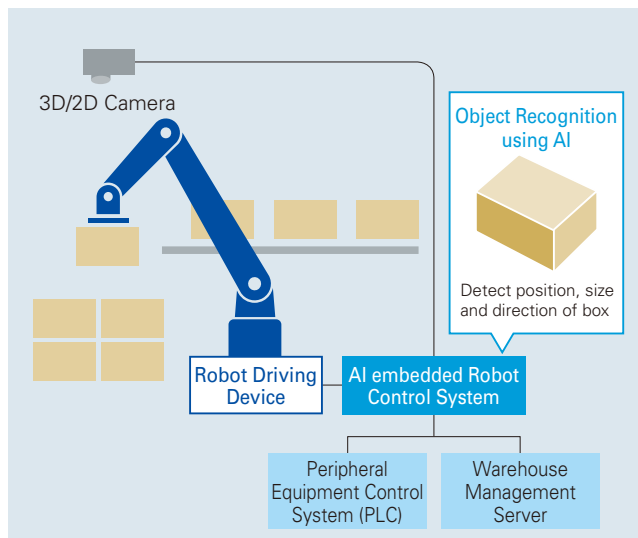 3D/2D Camera
Object Recognition
using AI
Detect position, size
and direction of box
Robot Driving
Device
AI embedded Robot
Control System
Peripheral
Equipment Control
System (PLC)
Warehouse
Management
Server